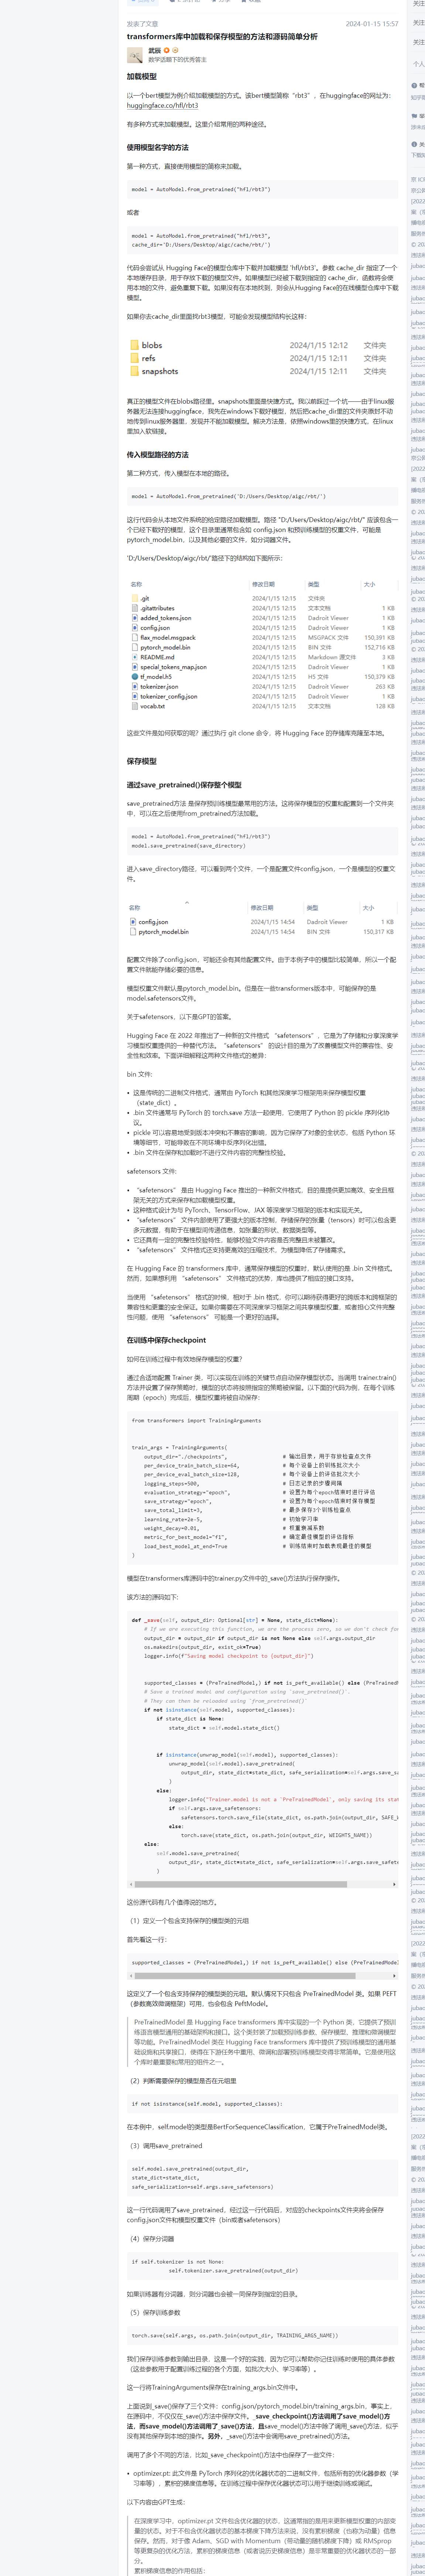 发表了文章
2024-01-15 15:57
transformers库中加载和保存模型的方法和源码简单分析
武辰
数字话题下的优秀答主
加载模型
以一个bert模型为例介绍加载模型的方式。该bert模型简称“rbt3”，在huggingface的网址为：
huggingface.co/hfl/rbt3
有多种方式来加载模型。这里介绍常用的两种途径。
使用模型名字的方法
第一种方式，直接使用模型的简称来加载。
model = AutoModel.from_pretrained("hfl/rbt3")
或者
model = AutoModel.from_pretrained("hfl/rbt3",
cache_dir='D:/Users/Desktop/aigc/cache/rbt/')
代码会尝试从 Hugging Face的模型仓库中下载并加载模型 'hfl/rbt3'。参数 cache_dir 指定了一个
本地缓存目录，用于存放下载的模型文件。如果模型已经被下载到指定的 cache_dir，函数将会使
用本地的文件，避免重复下载。如果没有在本地找到，则会从Hugging Face的在线模型仓库中下载
模型。
如果你去cache_dir里面找rbt3模型，可能会发现模型结构长这样：
blobs 2024/1/15 12:12 文件夹
refs 2024/1/15 12:11 文件夹
snapshots 2024/1/15 12:11 文件夹
真正的模型文件在blobs路径里。snapshots里面是快捷方式。我以前踩过一个坑——由于linux服
务器无法连接huggingface，我先在windows下载好模型，然后把cache_dir里的文件夹原封不动
地传到linux服务器里，发现并不能加载模型。解决方法是，依照windows里的快捷方式，在linux
里加入软链接。
传入模型路径的方法
第二种方式，传入模型在本地的路径。
model = AutoModel.from_pretrained('D:/Users/Desktop/aigc/rbt/')
这行代码会从本地文件系统的给定路径加载模型。路径 "D:/Users/Desktop/aigc/rbt/" 应该包含一
个已经下载好的模型，这个目录里通常包含如 config.json 和预训练模型的权重文件，可能是
pytorch_model.bin，以及其他必要的文件，如分词器文件。
'D:/Users/Desktop/aigc/rbt/'路径下的结构如下图所示：
名称 修改日期 类型 大小
.git 2024/1/15 12:15 文件夹
.gitattributes 2024/1/15 12:15 文本文档 1 KB
added_tokens.json 2024/1/15 12:15 Dadroit Viewer 1 KB
config.json 2024/1/15 12:15 Dadroit Viewer 1 KB
flax_model.msgpack 2024/1/15 12:15 MSGPACK 文件 150,391 KB
pytorch_model.bin 2024/1/15 12:15 BIN 文件 152,716 KB
README.md 2024/1/15 12:15 Markdown 源文件 3 KB
special_tokens_map.json 2024/1/15 12:15 Dadroit Viewer 1 KB
tf_model.h5 2024/1/15 12:15 H5 文件 150,379 KB
tokenizer.json 2024/1/15 12:15 Dadroit Viewer 263 KB
tokenizer_config.json 2024/1/15 12:15 Dadroit Viewer 1 KB
vocab.txt 2024/1/15 12:15 文本文档 128 KB
这些文件是如何获取的呢？通过执行 git clone 命令，将 Hugging Face 的存储库克隆至本地。
保存模型
通过save_pretrained()保存整个模型
save_pretrained方法 是保存预训练模型最常用的方法。这将保存模型的权重和配置到一个文件夹
中，可以在之后使用from_pretrained方法加载。
model = AutoModel.from_pretrained("hfl/rbt3")
model.save_pretrained(save_directory)
进入save_directory路径，可以看到两个文件，一个是配置文件config.json，一个是模型的权重文
件。
名称 修改日期 类型 大小
config.json 2024/1/15 14:54 Dadroit Viewer 1 KB
pytorch_model.bin 2024/1/15 14:54 BIN 文件 150,317 KB
配置文件除了config.json，可能还会有其他配置文件。由于本例子中的模型比较简单，所以一个配
置文件就能存储必要的信息。
模型权重文件默认是pytorch_model.bin。但是在一些transformers版本中，可能保存的是
model.safetensors文件。
关于safetensors，以下是GPT的答案。
Hugging Face 在 2022 年推出了一种新的文件格式 “safetensors”，它是为了存储和分享深度学
习模型权重提供的一种替代方法。“safetensors” 的设计目的是为了改善模型文件的兼容性、安
全性和效率。下面详细解释这两种文件格式的差异：
bin 文件:
• 这是传统的二进制文件格式，通常由 PyTorch 和其他深度学习框架用来保存模型权重
（state_dict）。
• .bin 文件通常与 PyTorch 的 torch.save 方法一起使用，它使用了 Python 的 pickle 序列化协
议。
• pickle 可以容易地受到版本冲突和不兼容的影响，因为它保存了对象的全状态，包括 Python 环
境等细节，可能导致在不同环境中反序列化出错。
• .bin 文件在保存和加载时不进行文件内容的完整性校验。
safetensors 文件:
• “safetensors” 是由 Hugging Face 推出的一种新文件格式，目的是提供更加高效、安全且框
架无关的方式来保存和加载模型权重。
• 这种格式设计为与 PyTorch、TensorFlow、JAX 等深度学习框架的版本和实现无关。
• “safetensors” 文件内部使用了更强大的版本控制，存储保存的张量（tensors）时可以包含更
多元数据，有助于在模型间传递信息，如张量的形状、数据类型等。
• 它还具有一定的完整性校验特性，能够校验文件内容是否完整且未被篡改。
• “safetensors” 文件格式还支持更高效的压缩技术，为模型降低了存储需求。
在 Hugging Face 的 transformers 库中，通常保存模型的权重时，默认使用的是 .bin 文件格式。
然而，如果想利用 “safetensors” 文件格式的优势，库也提供了相应的接口支持。
当使用 “safetensors” 格式的时候，相对于 .bin 格式，你可以期待获得更好的跨版本和跨框架的
兼容性和更高的安全保证。如果你需要在不同深度学习框架之间共享模型权重，或者担心文件完整
性问题，使用 “safetensors” 可能是一个更好的选择。
在训练中保存checkpoint
如何在训练过程中有效地保存模型的权重？
通过合适地配置 Trainer 类，可以实现在训练的关键节点自动保存模型状态。当调用 trainer.train()
方法并设置了保存策略时，模型的状态将按照指定的策略被保留。以下面的代码为例，在每个训练
周期（epoch）完成后，模型权重将被自动保存：
from transformers import TrainingArguments
train_args = TrainingArguments(
output_dir="./checkpoints", # 输出目录，用于存放检查点文件
per_device_train_batch_size=64, # 每个设备上的训练批次大小
per_device_eval_batch_size=128, # 每个设备上的评估批次大小
logging_steps=500, # 日志记录的步骤间隔
evaluation_strategy="epoch", # 设置为每个epoch结束时进行评估
save_strategy="epoch", # 设置为每个epoch结束时保存模型
save_total_limit=3, # 最多保存3个训练检查点
learning_rate=2e-5, # 初始学习率
weight_decay=0.01, # 权重衰减系数
metric_for_best_model="f1", # 确定最佳模型的评估指标
load_best_model_at_end=True # 训练结束时加载表现最佳的模型
)
模型在transformers库源码中的trainer.py文件中的_save()方法执行保存操作。
该方法的源码如下:
def _save(self, output_dir: Optional[str] = None, state_dict=None):
# If we are executing this function, we are the process zero, so we don't check fo
output_dir = output_dir if output_dir is not None else self.args.output_dir
os.makedirs(output_dir, exist_ok=True)
logger.info(f"Saving model checkpoint to {output_dir}")
supported_classes = (PreTrainedModel,) if not is_peft_available() else (PreTrainedM
# Save a trained model and configuration using `save_pretrained()`.
# They can then be reloaded using `from_pretrained()`
if not isinstance(self.model, supported_classes):
if state_dict is None:
state_dict = self.model.state_dict()
if isinstance(unwrap_model(self.model), supported_classes):
unwrap_model(self.model).save_pretrained(
output_dir, state_dict=state_dict, safe_serialization=self.args.save_sa
)
else:
logger.info("Trainer.model is not a `PreTrainedModel`, only saving its stat
if self.args.save_safetensors:
safetensors.torch.save_file(state_dict, os.path.join(output_dir, SAFE_W
else:
torch.save(state_dict, os.path.join(output_dir, WEIGHTS_NAME))
else:
self.model.save_pretrained(
output_dir, state_dict=state_dict, safe_serialization=self.args.save_safete
)
这份源代码有几个值得说的地方。
（1）定义一个包含支持保存的模型类的元组
首先看这一行：
supported_classes = (PreTrainedModel,) if not is_peft_available() else (PreTrainedModel
这定义了一个包含支持保存的模型类的元组。默认情况下只包含 PreTrainedModel 类。如果 PEFT
（参数高效微调框架）可用，也会包含 PeftModel。
PreTrainedModel 是 Hugging Face transformers 库中实现的一个 Python 类，它提供了预训
练语言模型通用的基础架构和接口。这个类封装了加载预训练参数、保存模型、推理和微调模型
等功能。PreTrainedModel 类在 Hugging Face transformers 库中提供了预训练模型的通用基
础设施和共享接口，使得在下游任务中重用、微调和部署预训练模型变得非常简单。它是使用这
个库时最重要和常用的组件之一。
（2）判断需要保存的模型是否在元组里
if not isinstance(self.model, supported_classes):
在本例中，self.model的类型是BertForSequenceClassification，它属于PreTrainedModel类。
（3）调用save_pretrained
self.model.save_pretrained(output_dir,
state_dict=state_dict,
safe_serialization=self.args.save_safetensors)
这一行代码调用了save_pretrained，经过这一行代码后，对应的checkpoints文件夹将会保存
config.json文件和模型权重文件（bin或者safetensors）
（4）保存分词器
if self.tokenizer is not None:
self.tokenizer.save_pretrained(output_dir)
如果训练器有分词器，则分词器也会被一同保存到指定的目录。
（5）保存训练参数
torch.save(self.args, os.path.join(output_dir, TRAINING_ARGS_NAME))
我们保存训练参数到输出目录，这是一个好的实践，因为它可以帮助你记住训练时使用的具体参数
（这些参数用于配置训练过程的各个方面，如批次大小、学习率等）。
这一行将TrainingArguments保存在training_args.bin文件中。
上面说到_save()保存了三个文件：config.json/pytorch_model.bin/training_args.bin，事实上，
在源码中，不仅仅在_save()方法中保存文件。_save_checkpoint()方法调用了save_model()方
法，而save_model()方法调用了_save()方法，且save_model()方法中除了调用_save()方法，似乎
没有其他保存到本地的操作。另外，_save()方法中会调用save_pretrained()方法。
调用了多个不同的方法，比如_save_checkpoint()方法中也保存了一些文件：
• optimizer.pt: 此文件是 PyTorch 序列化的优化器状态的二进制文件，包括所有的优化器参数（学
习率等），累积的梯度信息等。在训练过程中保存优化器状态可以用于继续训练或调试。
以下内容由GPT生成：
在深度学习中，optimizer.pt 文件包含优化器的状态，这通常指的是用来更新模型权重的内部变
量的状态。对于不包含优化器状态的基本梯度下降方法来说，没有累积梯度（也称为动量）信息
保存。然而，对于像 Adam、SGD with Momentum（带动量的随机梯度下降）或 RMSprop
等更复杂的优化方法，累积的梯度信息（或者说历史梯度信息）是非常重要的优化器状态的一部
分。
累积梯度信息的作用包括：